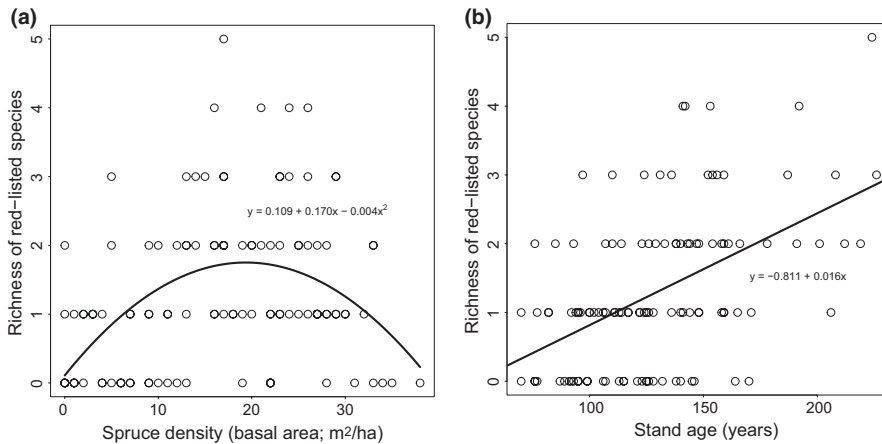 (a)
Richness of red−listed species
5
4
3
2
1
0
y = 0.109 + 0.170x − 0.004x²
0 10 20 30
Spruce density (basal area; m²/ha)
(b)
Richness of red−listed species
5
4
3
2
1
0
y = −0.811 + 0.016x
100 150 200
Stand age (years)